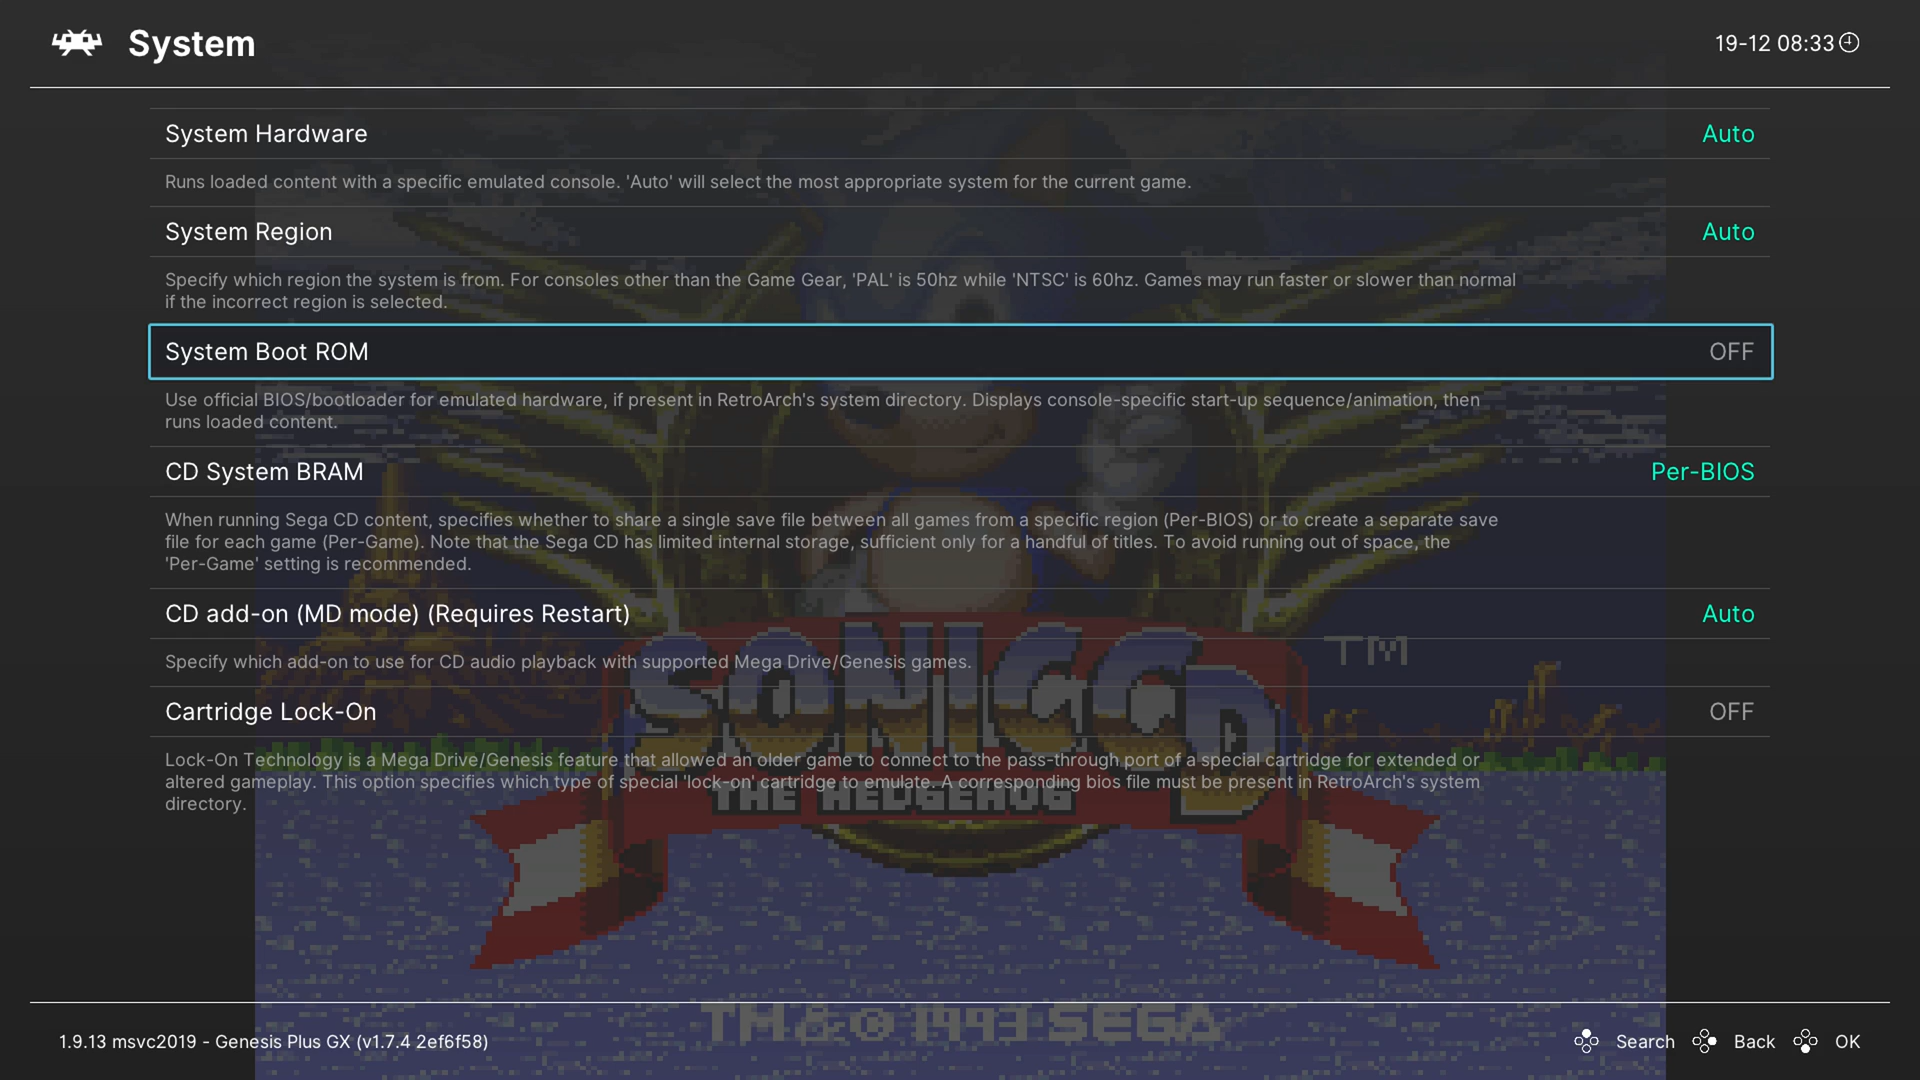 System
19-12 08:33
System Hardware
Auto
Runs loaded content with a specific emulated console. 'Auto' will select the most appropriate system for the current game.
System Region
Auto
Specify which region the system is from. For consoles other than the Game Gear, 'PAL' is 50hz while 'NTSC' is 60hz. Games may run faster or slower than normal
if the incorrect region is selected.
System Boot ROM
OFF
Use official BIOS/bootloader for emulated hardware, if present in RetroArch's system directory. Displays console-specific start-up sequence/animation, then
runs loaded content.
CD System BRAM
Per-BIOS
When running Sega CD content, specifies whether to share a single save file between all games from a specific region (Per-BIOS) or to create a separate save
file for each game (Per-Game). Note that the Sega CD has limited internal storage, sufficient only for a handful of titles. To avoid running out of space, the
'Per-Game' setting is recommended.
CD add-on (MD mode) (Requires Restart)
Auto
Specify which add-on to use for CD audio playback with supported Mega Drive/Genesis games.
TM
SONIC CD
Cartridge Lock-On
OFF
Lock-On Technology is a Mega Drive/Genesis feature that allowed an older game to connect to the pass-through port of a special cartridge for extended or
altered gameplay. This option specifies which type of special 'lock-on' cartridge to emulate. A corresponding bios file must be present in RetroArch's system
directory.
THE HEDGEHOG
TM & © 1993 SEGA
1.9.13 msvc2019 - Genesis Plus GX (v1.7.4 2ef6f58)
Search
Back
OK